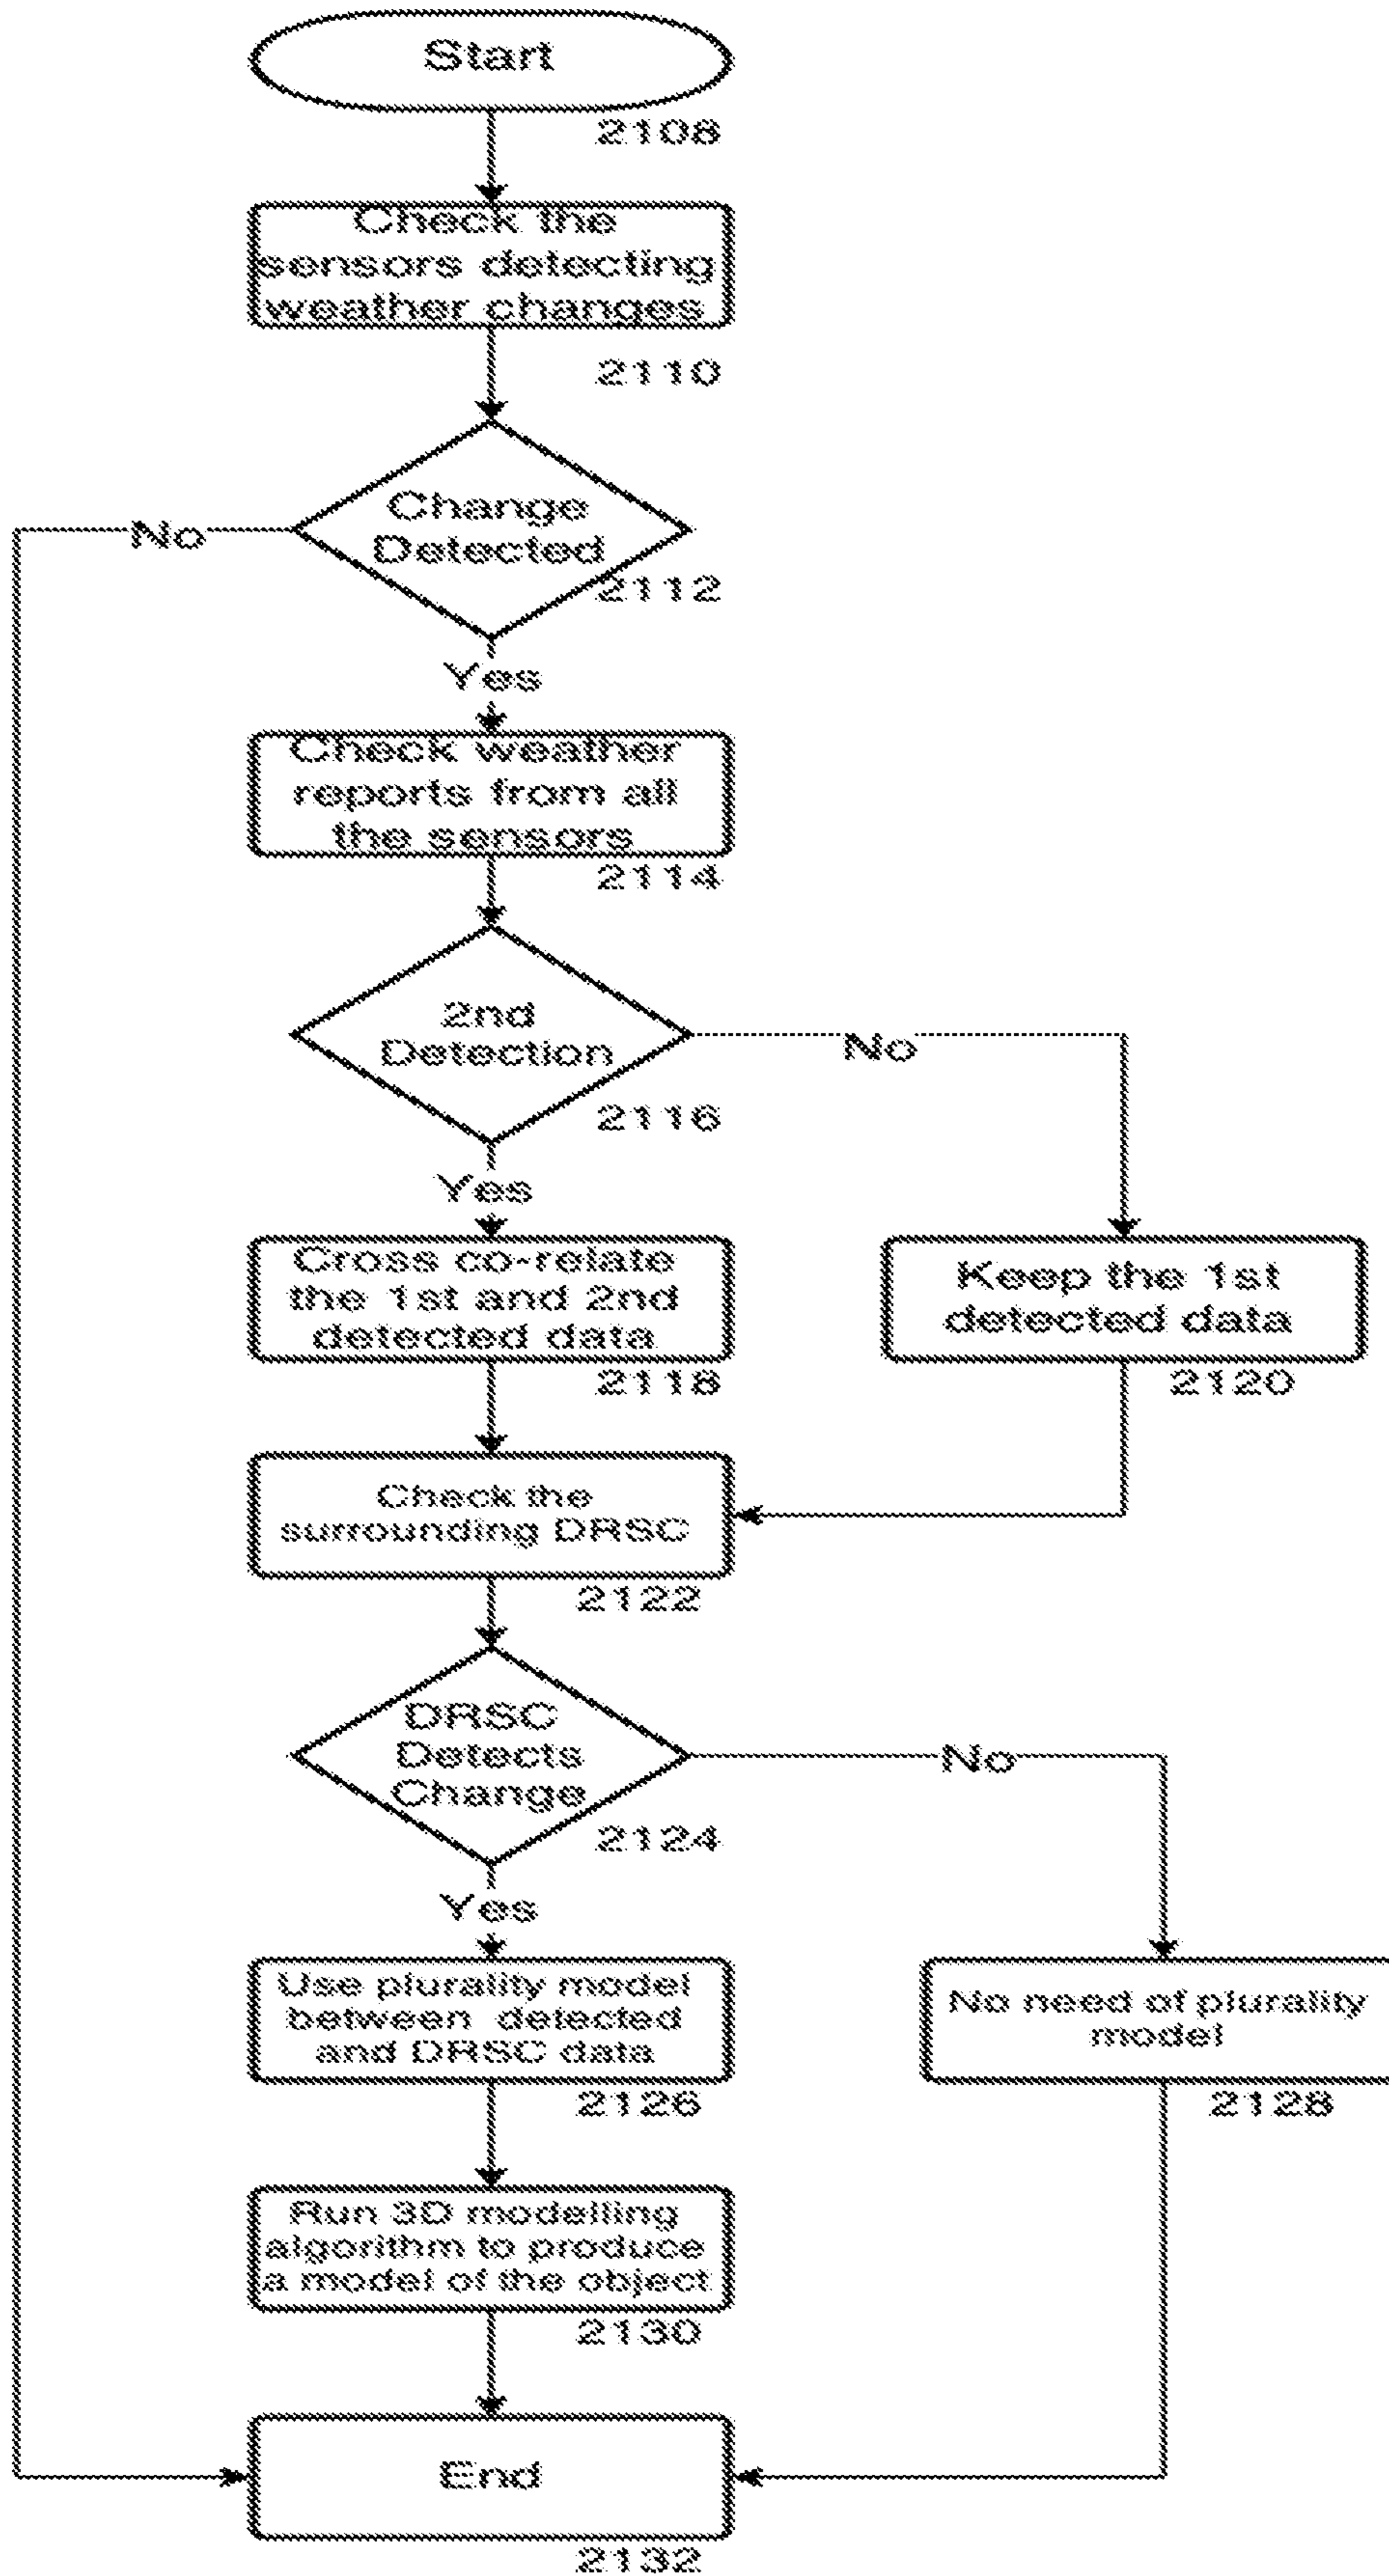 Start
2108
Check the
sensors detecting
weather changes
2110
Change
Detected
2112
No
Yes
Check weather
reports from all
the sensors
2114
2nd
Detection
2116
No
Yes
Cross co-relate
the 1st and 2nd
detected data
2118
Keep the 1st
detected data
2120
Check the
surrounding DRSC
2122
DRSC
Detects
Change
2124
No
Yes
Use plurality model
between detected
and DRSC data
2126
No need of plurality
model
2128
Run 3D modelling
algorithm to produce
a model of the object
2130
End
2132